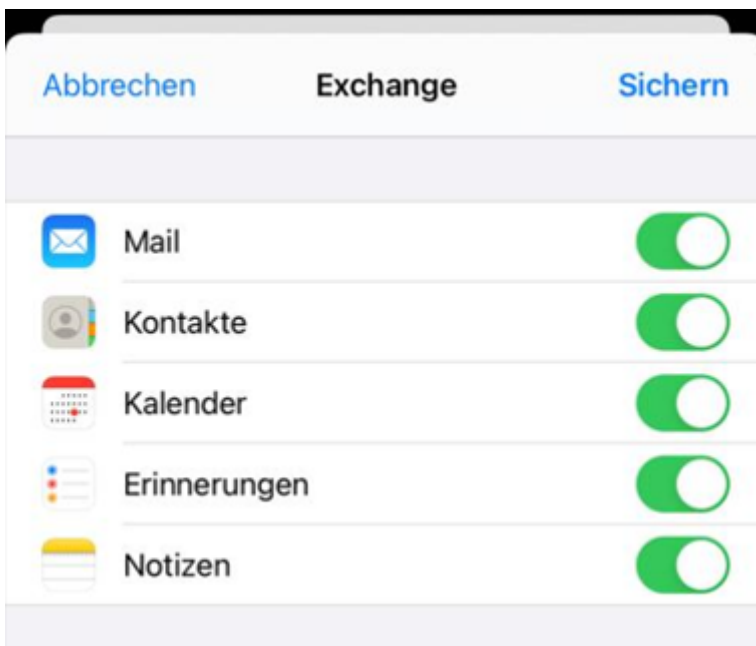 Abbrechen Exchange Sichern
Mail
Kontakte
Kalender
Erinnerungen
Notizen